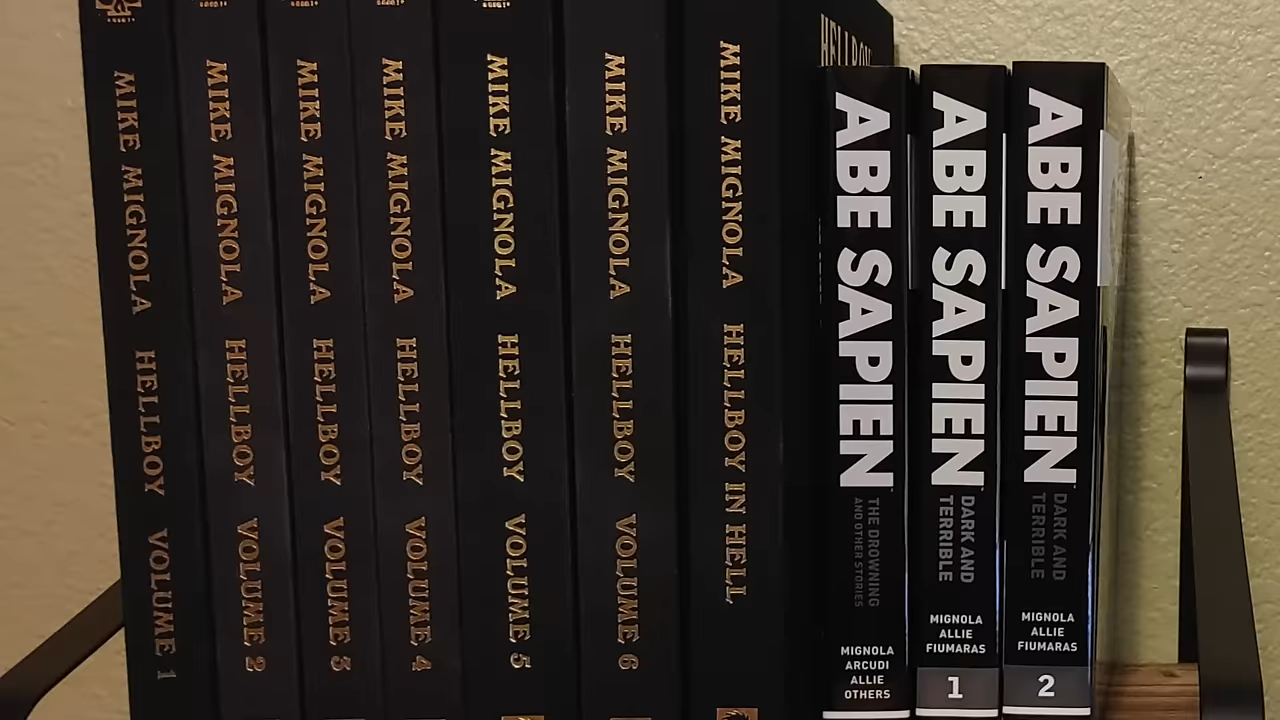 MIKE MIGNOLA HELLBOY VOLUME 1
MIKE MIGNOLA HELLBOY VOLUME 2
MIKE MIGNOLA HELLBOY VOLUME 3
MIKE MIGNOLA HELLBOY VOLUME 4
MIKE MIGNOLA HELLBOY VOLUME 5
MIKE MIGNOLA HELLBOY VOLUME 6
MIKE MIGNOLA HELLBOY IN HELL
HELLBOY
ABE SAPIEN
THE DROWNING
AND OTHER STORIES
MIGNOLA
ARCUDI
ALLIE
OTHERS
ABE SAPIEN
DARK AND
TERRIBLE
MIGNOLA
ALLIE
FIUMARAS
1
ABE SAPIEN
DARK AND
TERRIBLE
MIGNOLA
ALLIE
FIUMARAS
2